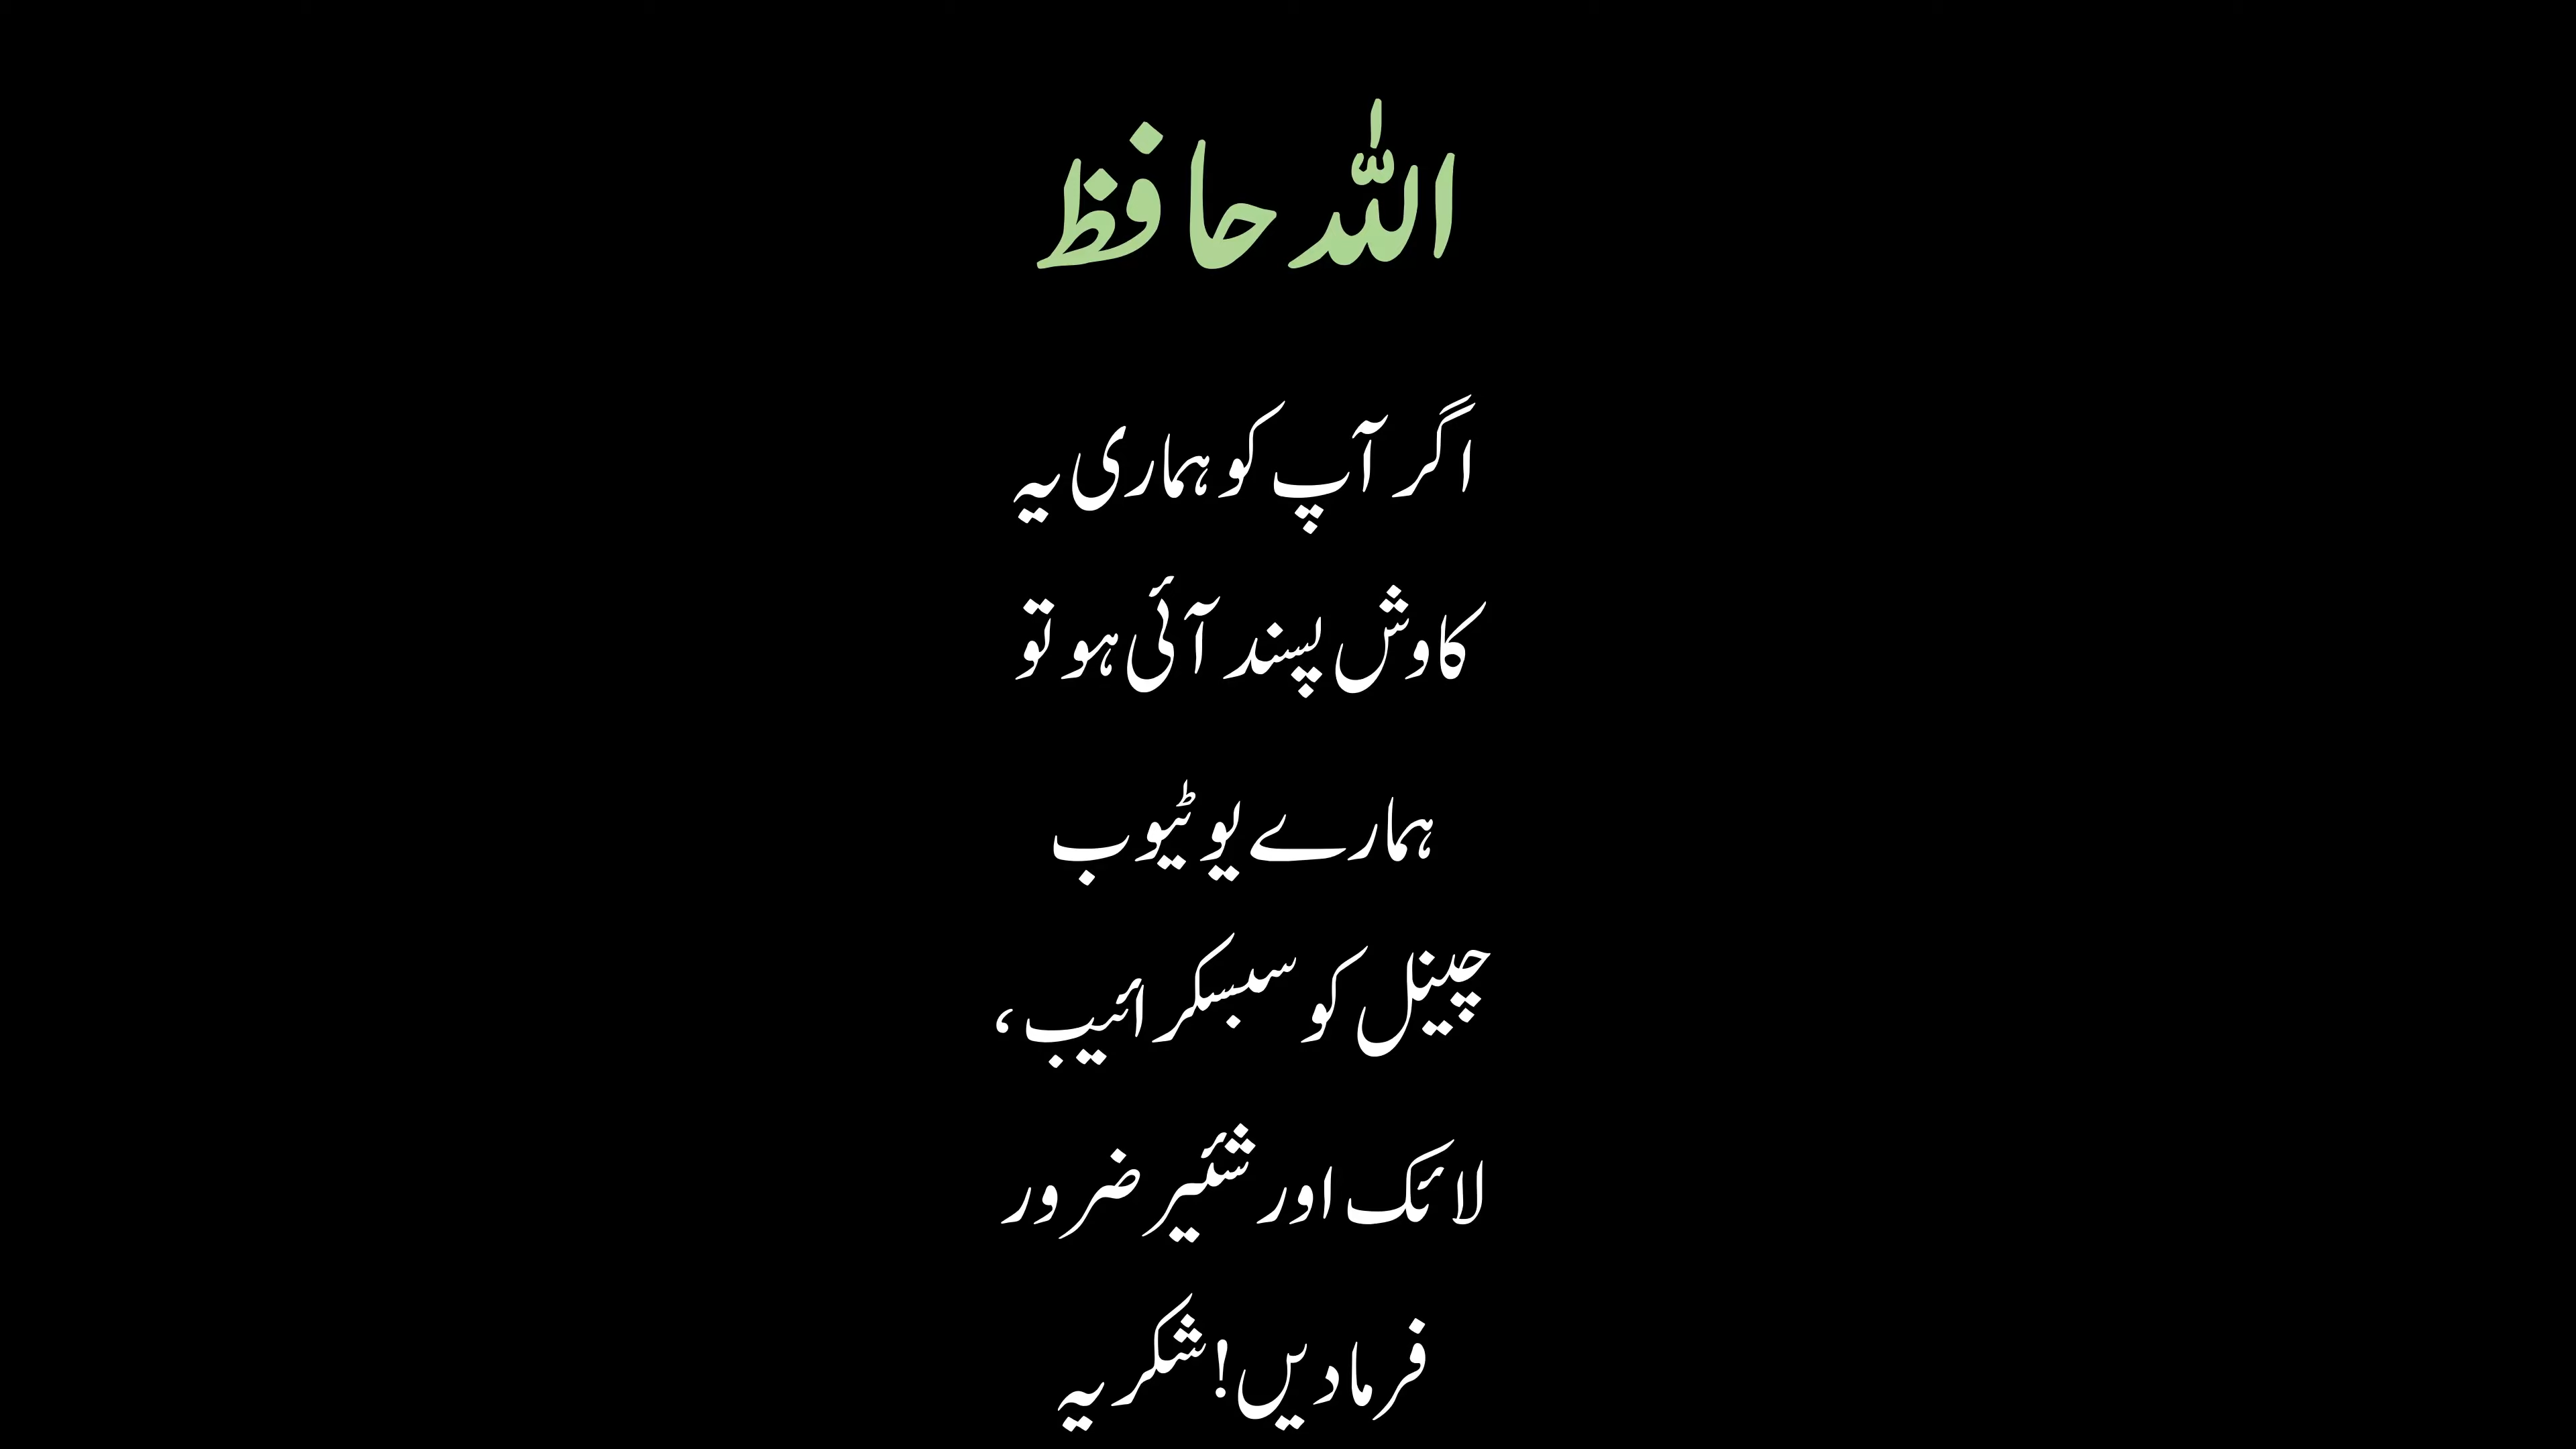 اللہ حافظ
اگر آپ کو ہماری یہ
کاوش پسند آئی ہو تو
ہمارے یوٹیوب
چینل کو سبسکرائیب،
لائک اور شئیر ضرور
فرمادیں! شکریہ